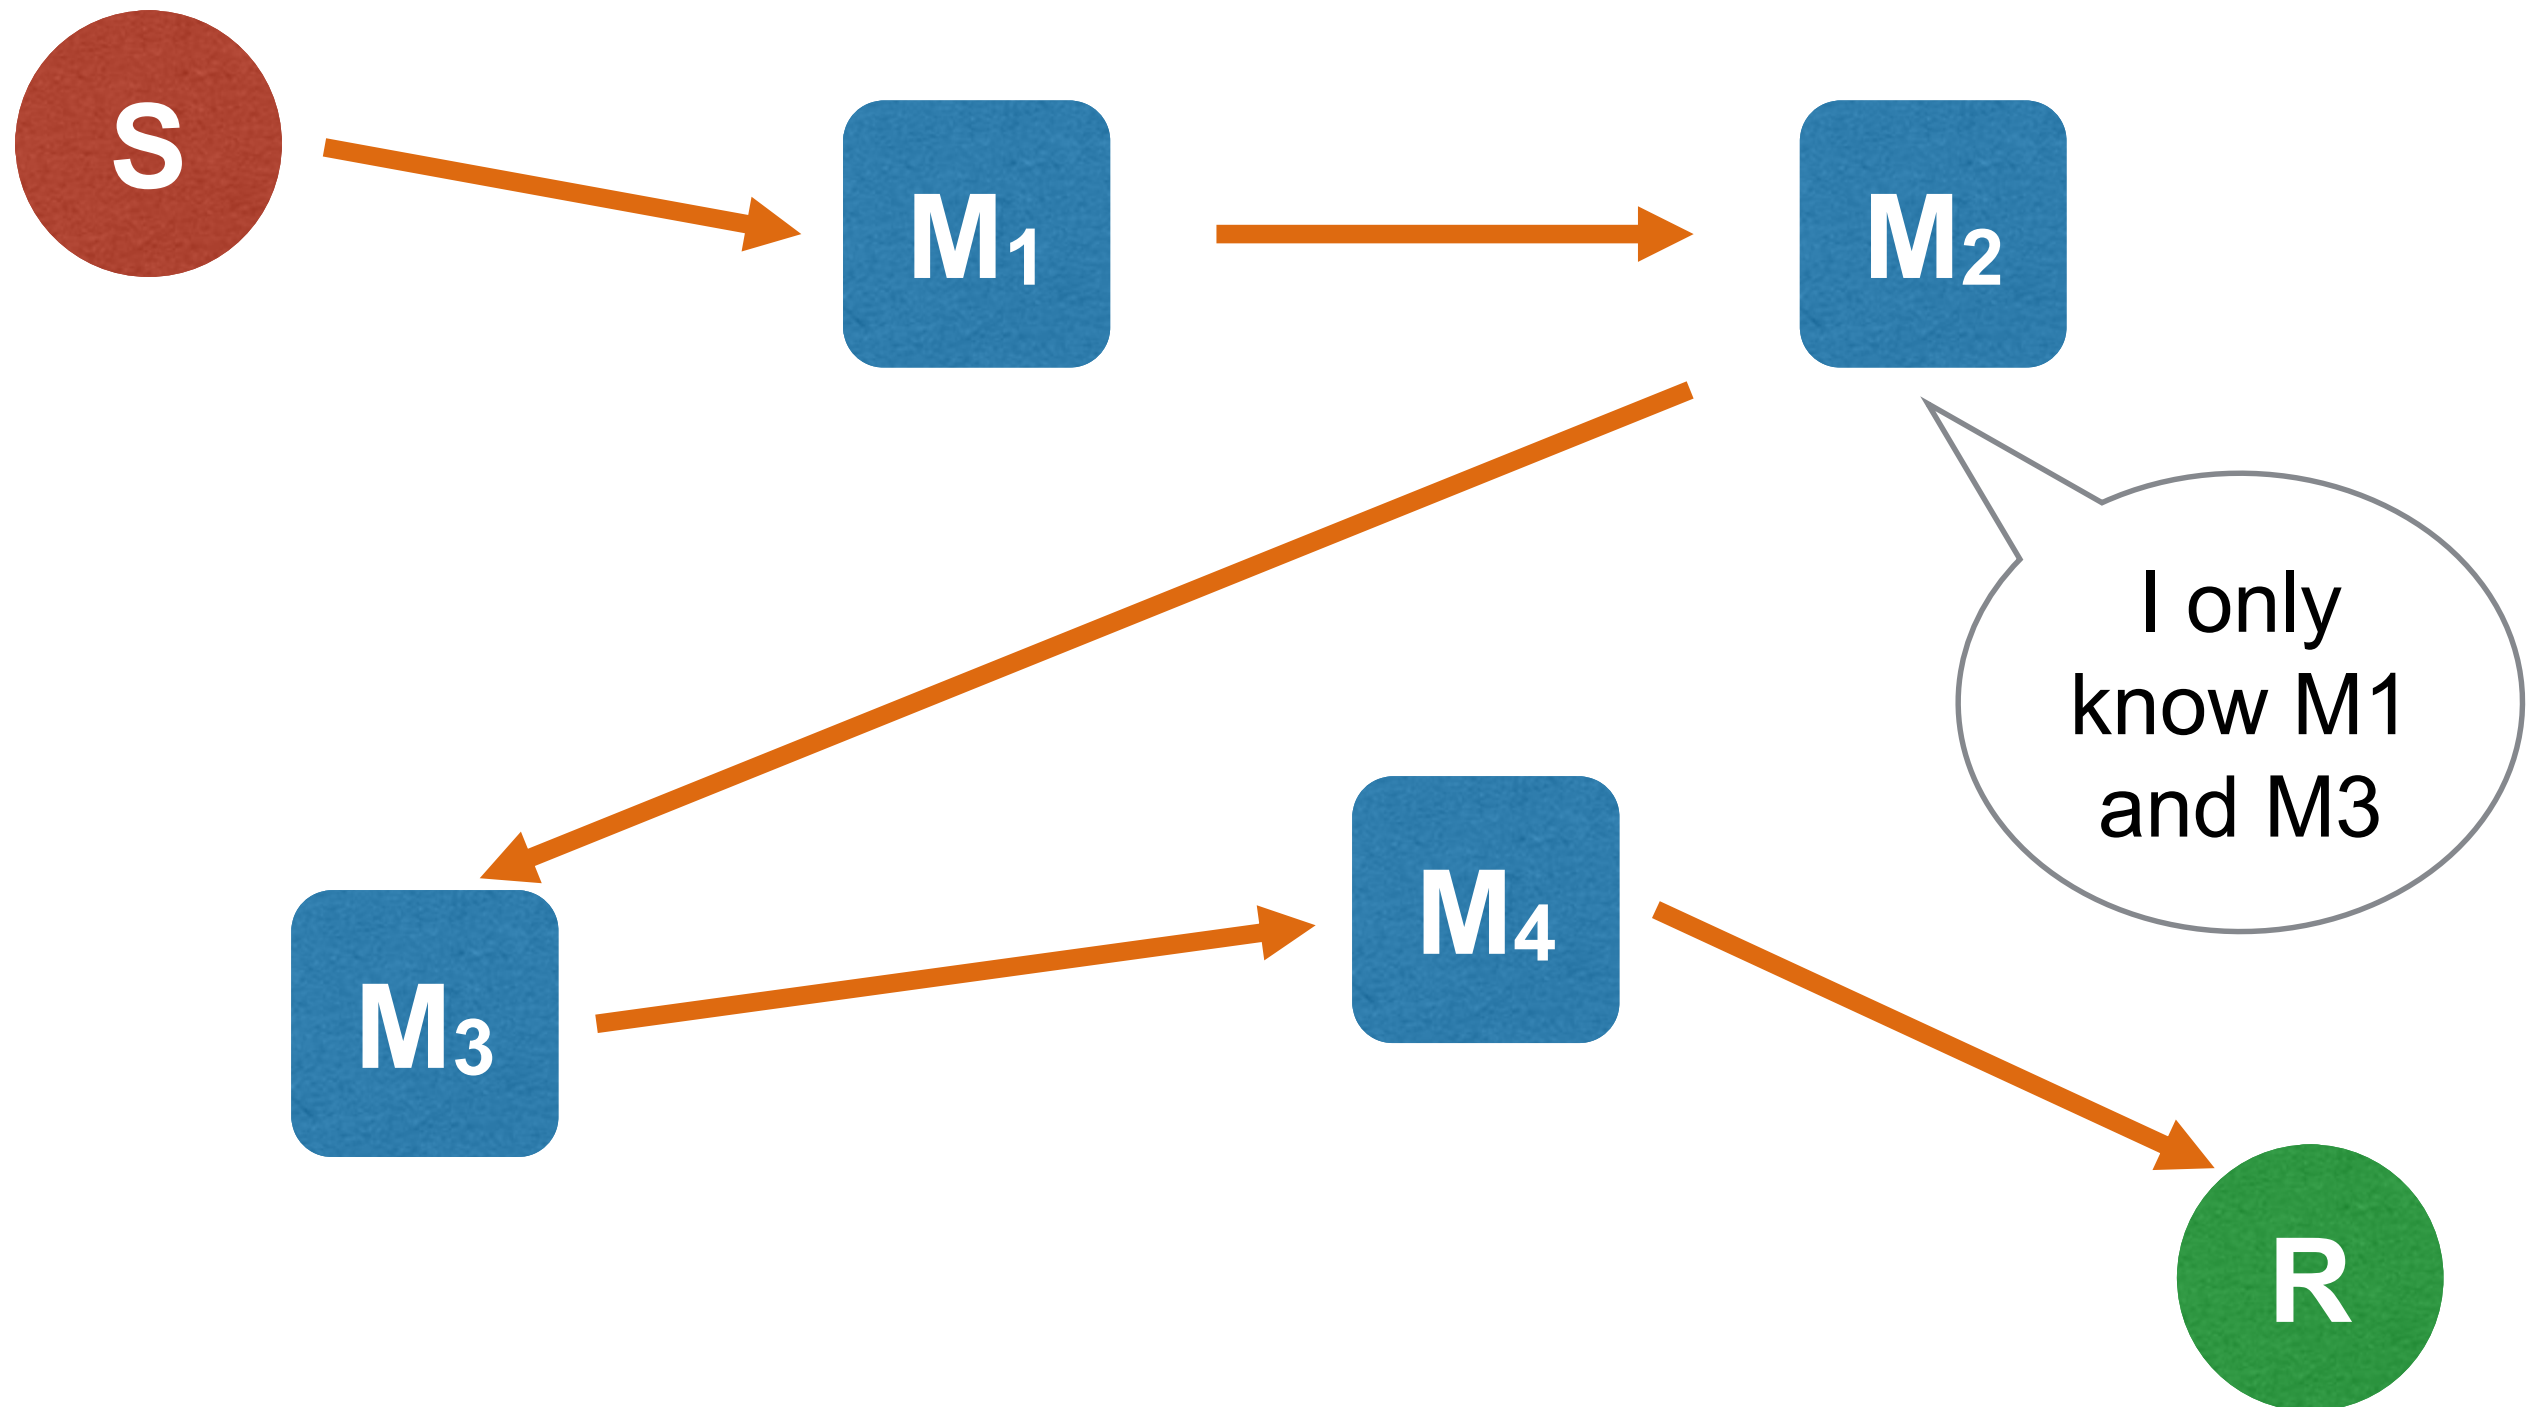 S
M₁
M₂
I only
know M1
and M3
M₃
M₄
R